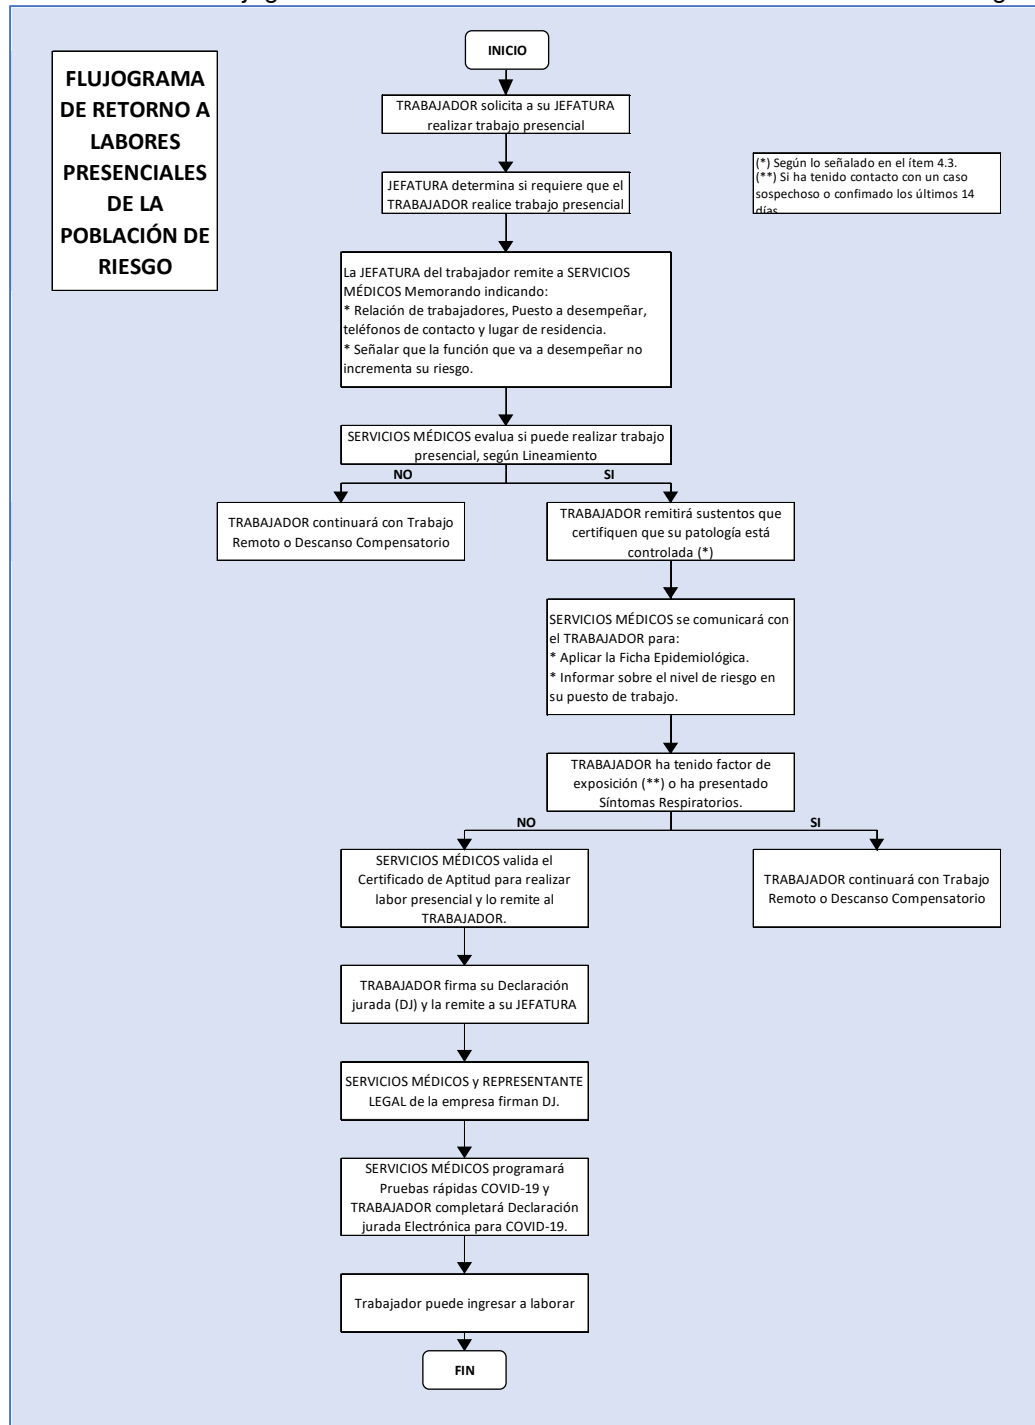 INICIO
FLUJOGRAMA
DE RETORNO A
LABORES
PRESENCIALES
DE LA
POBLACIÓN DE
RIESGO
TRABAJADOR solicita a su JEFATURA
realizar trabajo presencial
(*) Según lo señalado en el ítem 4.3.
(**) Si ha tenido contacto con un caso
sospechoso o confimado los últimos 14
días
JEFATURA determina si requiere que el
TRABAJADOR realice trabajo presencial
La JEFATURA del trabajador remite a SERVICIOS
MÉDICOS Memorando indicando:
* Relación de trabajadores, Puesto a desempeñar,
teléfonos de contacto y lugar de residencia.
* Señalar que la función que va a desempeñar no
incrementa su riesgo.
SERVICIOS MÉDICOS evalua si puede realizar trabajo
presencial, según Lineamiento
NO
SI
TRABAJADOR continuará con Trabajo
Remoto o Descanso Compensatorio
TRABAJADOR remitirá sustentos que
certifiquen que su patología está
controlada (*)
SERVICIOS MÉDICOS se comunicará con
el TRABAJADOR para:
* Aplicar la Ficha Epidemiológica.
* Informar sobre el nivel de riesgo en
su puesto de trabajo.
TRABAJADOR ha tenido factor de
exposición (**) o ha presentado
Síntomas Respiratorios.
NO
SI
SERVICIOS MÉDICOS valida el
Certificado de Aptitud para realizar
labor presencial y lo remite al
TRABAJADOR.
TRABAJADOR continuará con Trabajo
Remoto o Descanso Compensatorio
TRABAJADOR firma su Declaración
jurada (DJ) y la remite a su JEFATURA
SERVICIOS MÉDICOS y REPRESENTANTE
LEGAL de la empresa firman DJ.
SERVICIOS MÉDICOS programará
Pruebas rápidas COVID-19 y
TRABAJADOR completará Declaración
jurada Electrónica para COVID-19.
Trabajador puede ingresar a laborar
FIN